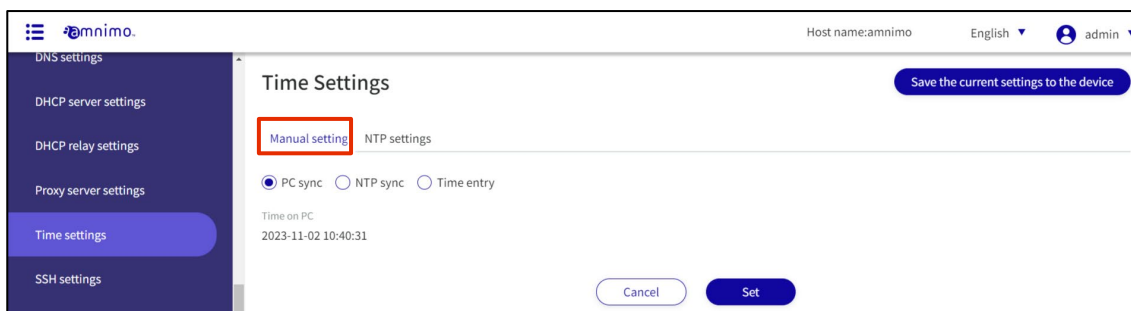 amnimo.
Host name:amnimo
English
admin
DNS settings
DHCP server settings
DHCP relay settings
Proxy server settings
Time settings
SSH settings
Time Settings
Save the current settings to the device
Manual setting NTP settings
PC sync NTP sync Time entry
Time on PC
2023-11-02 10:40:31
Cancel Set